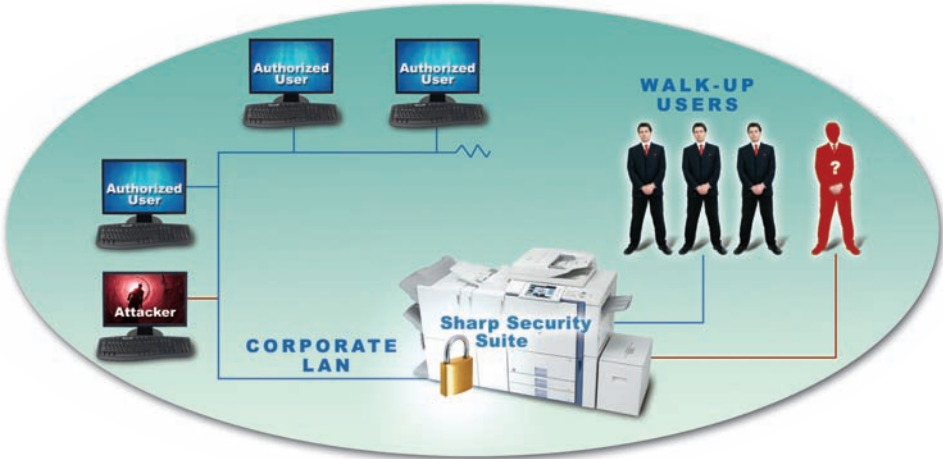 Authorized
User
Authorized
User
WALK-UP
USERS
?
Authorized
User
Attacker
Sharp Security
Suite
CORPORATE
LAN